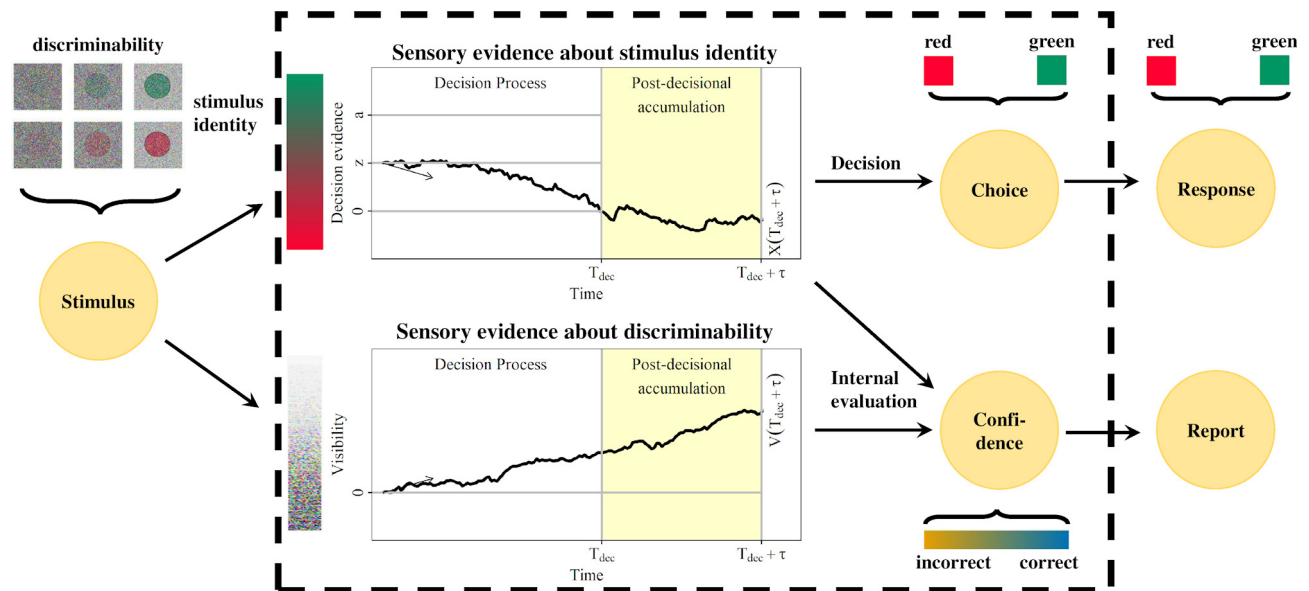 discriminability
stimulus
identity
Stimulus
Sensory evidence about stimulus identity
Decision evidence
Decision Process
Post-decisional
accumulation
a
z
0
X(T_dec + τ)
T_dec
T_dec + τ
Time
Sensory evidence about discriminability
Visibility
Decision Process
Post-decisional
accumulation
0
V(T_dec + τ)
T_dec
T_dec + τ
Time
Decision
Internal
evaluation
red
green
Choice
Confi-
dence
incorrect
correct
red
green
Response
Report